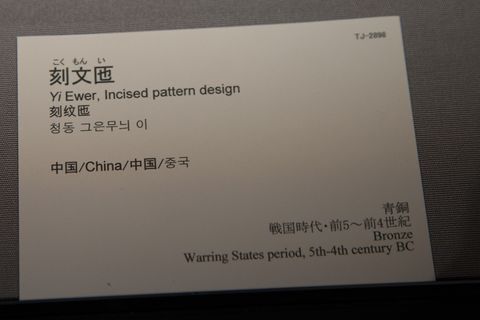 TJ-2896
こく もん い
刻文匜
Yi Ewer, Incised pattern design
刻纹匜
청동 그은무늬 이
中国/China/中国/중국
青銅
戦国時代・前5～前4世紀
Bronze
Warring States period, 5th-4th century BC